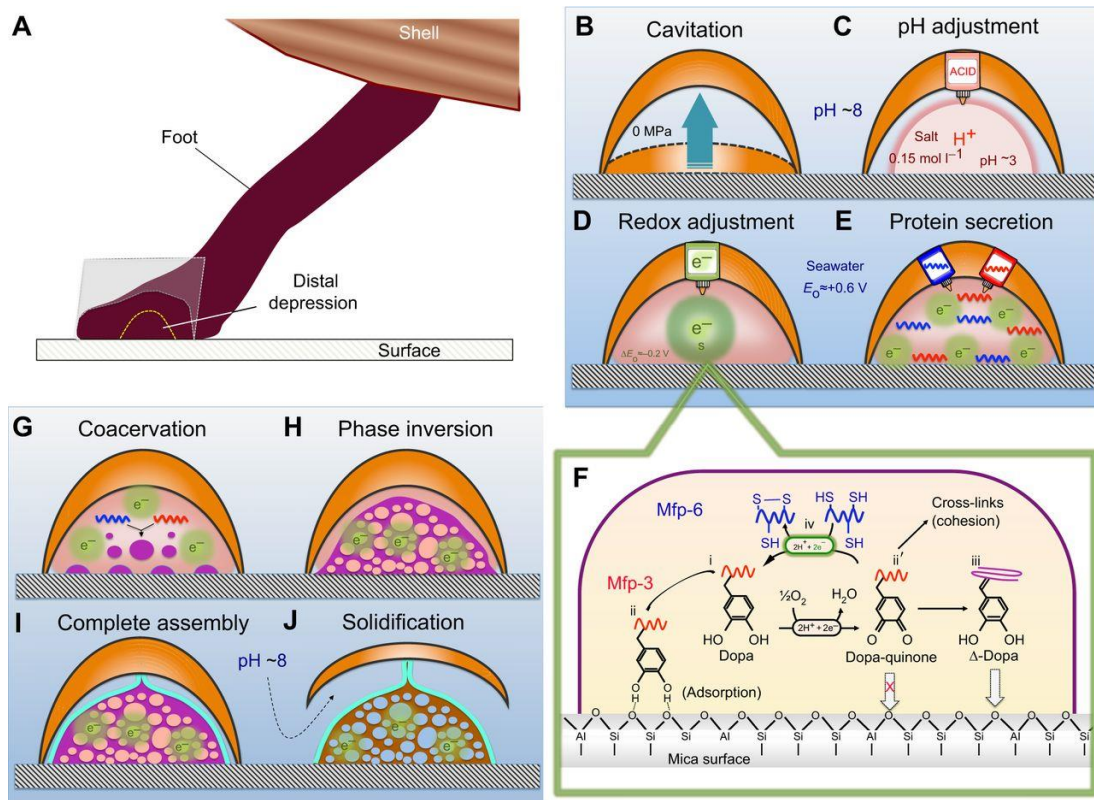 A
Shell
Foot
Distal
depression
Surface
B
Cavitation
0 MPa
pH ~8
C
pH adjustment
ACID
Salt
H+
0.15 mol l–1
pH ~3
D
Redox adjustment
e–
e–
s
ΔEo≈–0.2 V
Seawater
Eo≈+0.6 V
E
Protein secretion
e–
e–
e–
e–
e–
F
Mfp-6
S—S
SH
HS
SH
SH
iv
2H+ + 2e–
Cross-links
(cohesion)
Mfp-3
i
ii
ii′
iii
½O2
H2O
2H+ + 2e–
HO
OH
Dopa
O
O
Dopa-quinone
HO
OH
Δ-Dopa
O
O
H
H
(Adsorption)
X
O
O
O
O
O
O
O
O
O
O
O
O
Al
Si
Si
Al
Si
Si
Si
Al
Si
Si
Al
Si
Si
Mica surface
G
Coacervation
e–
e–
e–
H
Phase inversion
e–
e–
e–
I
Complete assembly
e–
e–
e–
pH ~8
J
Solidification
e–
e–
e–